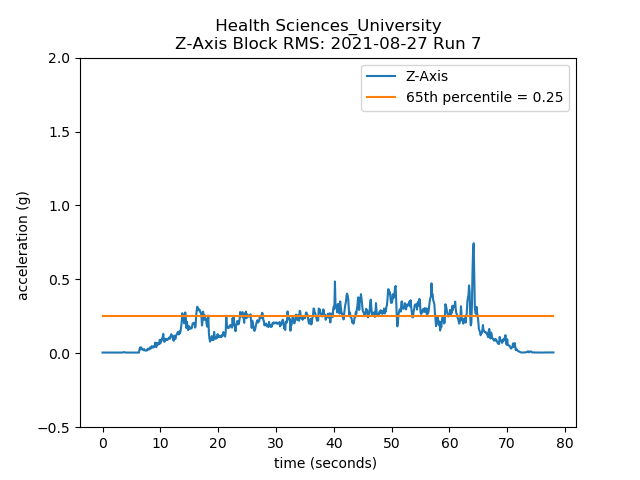 Health Sciences_University
Z-Axis Block RMS: 2021-08-27 Run 7
Z-Axis
65th percentile = 0.25
2.0
1.5
1.0
0.5
0.0
−0.5
acceleration (g)
0 10 20 30 40 50 60 70 80
time (seconds)